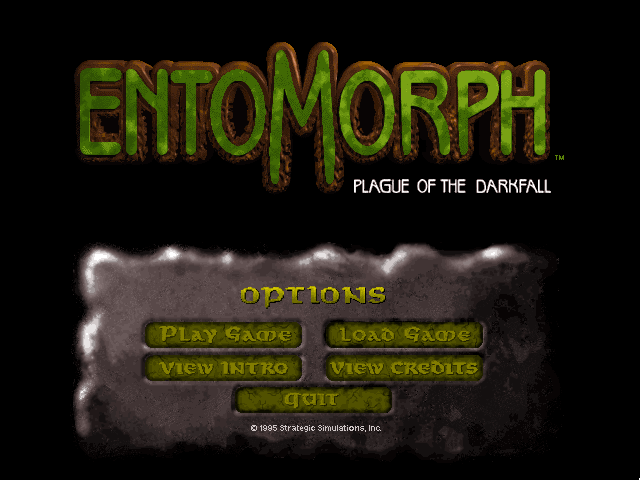 ENTOMORPH™
PLAGUE OF THE DARKFALL
OPTIONS
PLAY GAME LOAD GAME
VIEW INTRO VIEW CREDITS
QUIT
© 1995 Strategic Simulations, Inc.